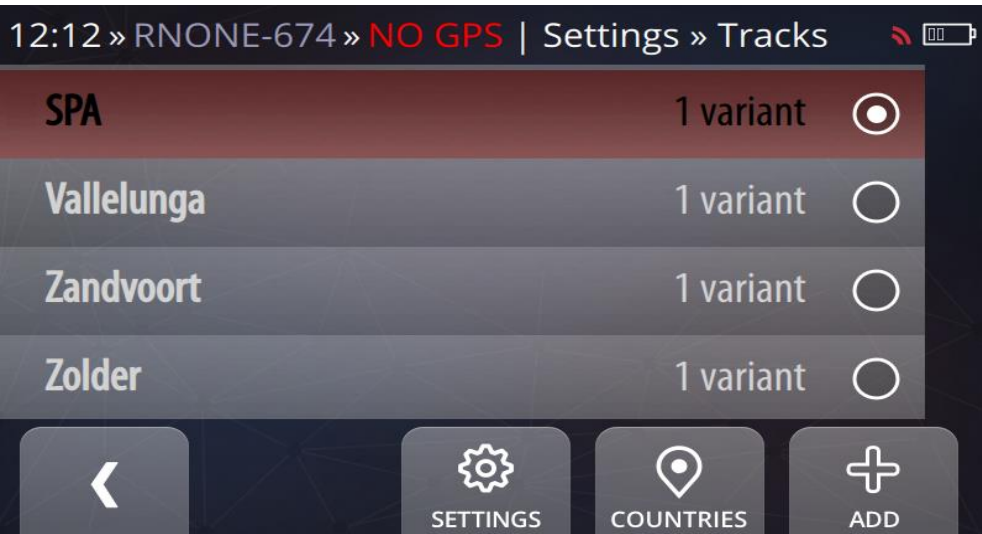 12:12 » RNONE-674 » NO GPS | Settings » Tracks
SPA 1 variant
Vallelunga 1 variant
Zandvoort 1 variant
Zolder 1 variant
SETTINGS COUNTRIES ADD